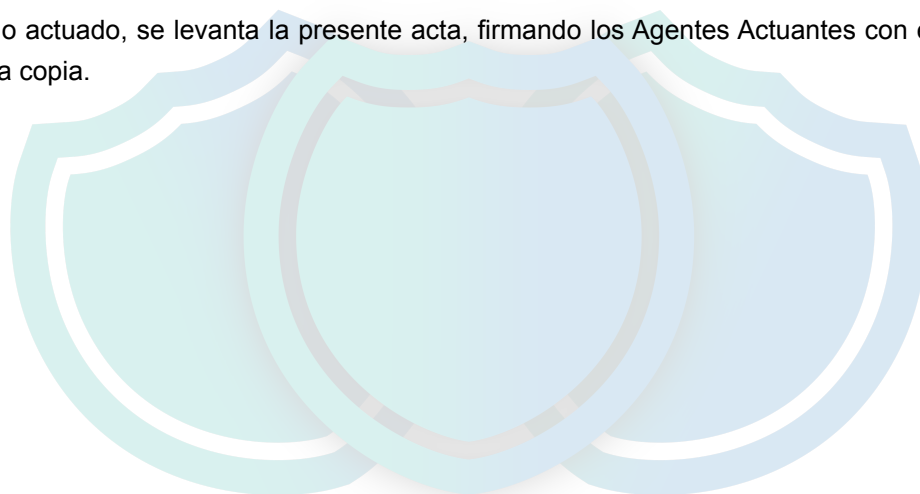 o actuado, se levanta la presente acta, firmando los Agentes Actuantes con
a copia.